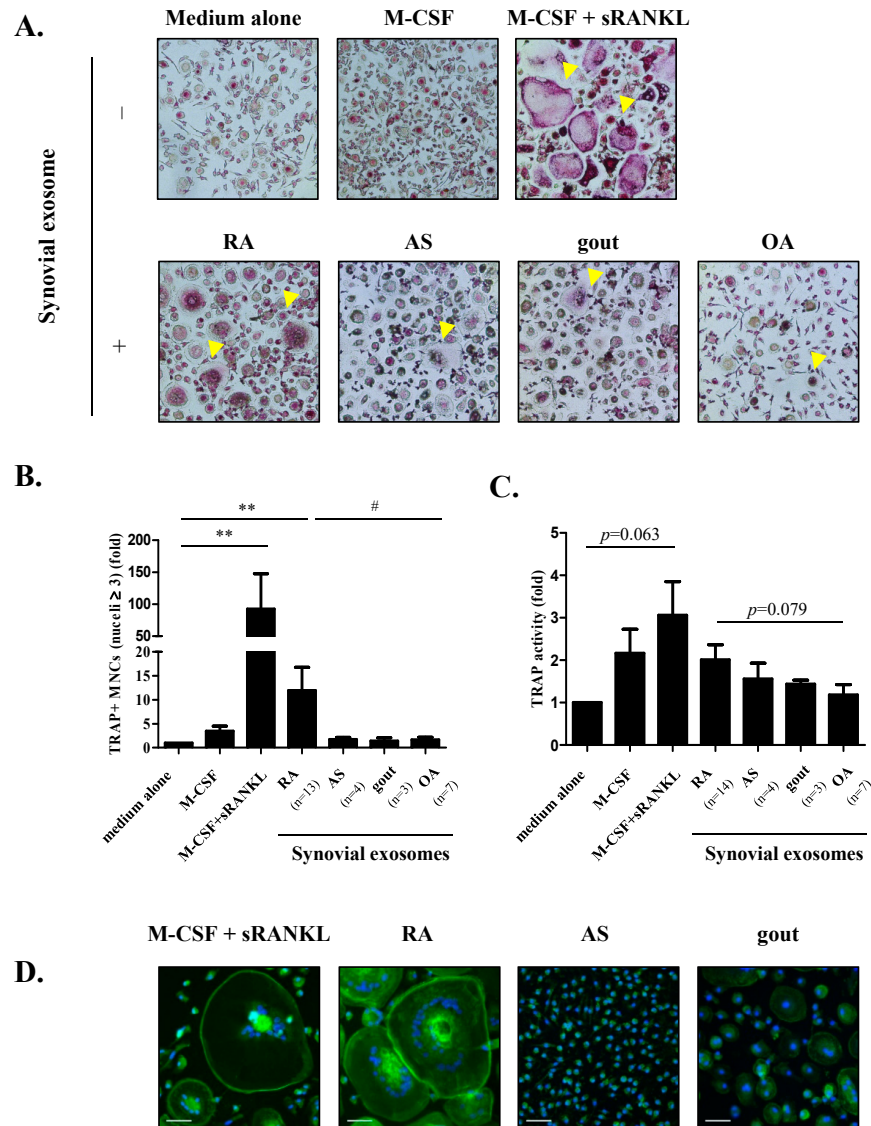 A.
Medium alone M-CSF M-CSF + sRANKL
Synovial exosome
–
RA AS gout OA
+
B.
** #
**
TRAP+ MNCs (nuceli ≥ 3) (fold)
200
150
100
50
20
15
10
5
0
medium alone
M-CSF
M-CSF+sRANKL
RA (n=13)
AS (n=4)
gout (n=3)
OA (n=7)
Synovial exosomes
C.
p=0.063
p=0.079
TRAP activity (fold)
5
4
3
2
1
0
medium alone
M-CSF
M-CSF+sRANKL
RA (n=14)
AS (n=4)
gout (n=3)
OA (n=7)
Synovial exosomes
D.
M-CSF + sRANKL RA AS gout